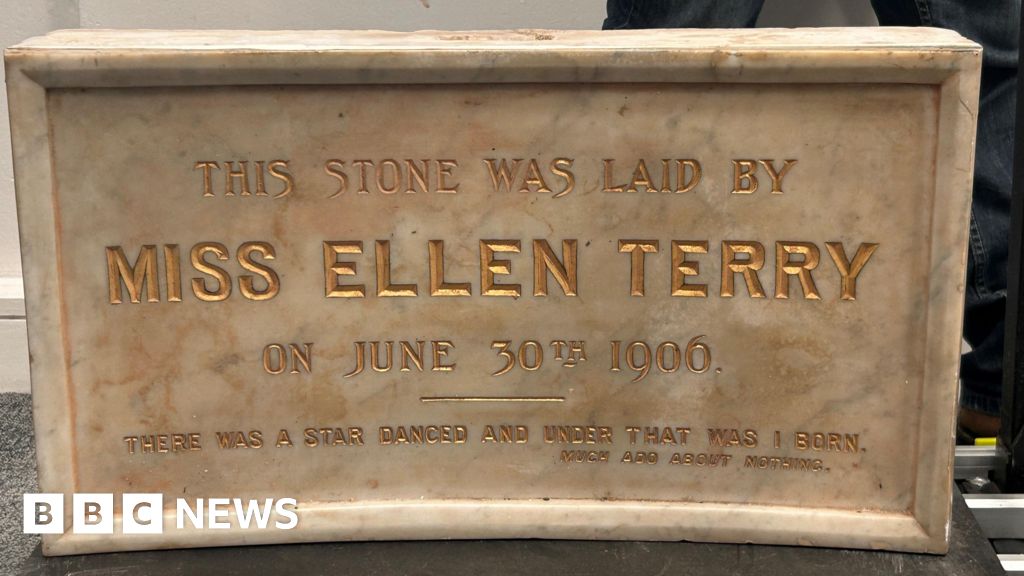 THIS STONE WAS LAID BY
MISS ELLEN TERRY
ON JUNE 30TH 1906.
THERE WAS A STAR DANCED AND UNDER THAT WAS I BORN.
MUCH ADO ABOUT NOTHING.
BBC NEWS